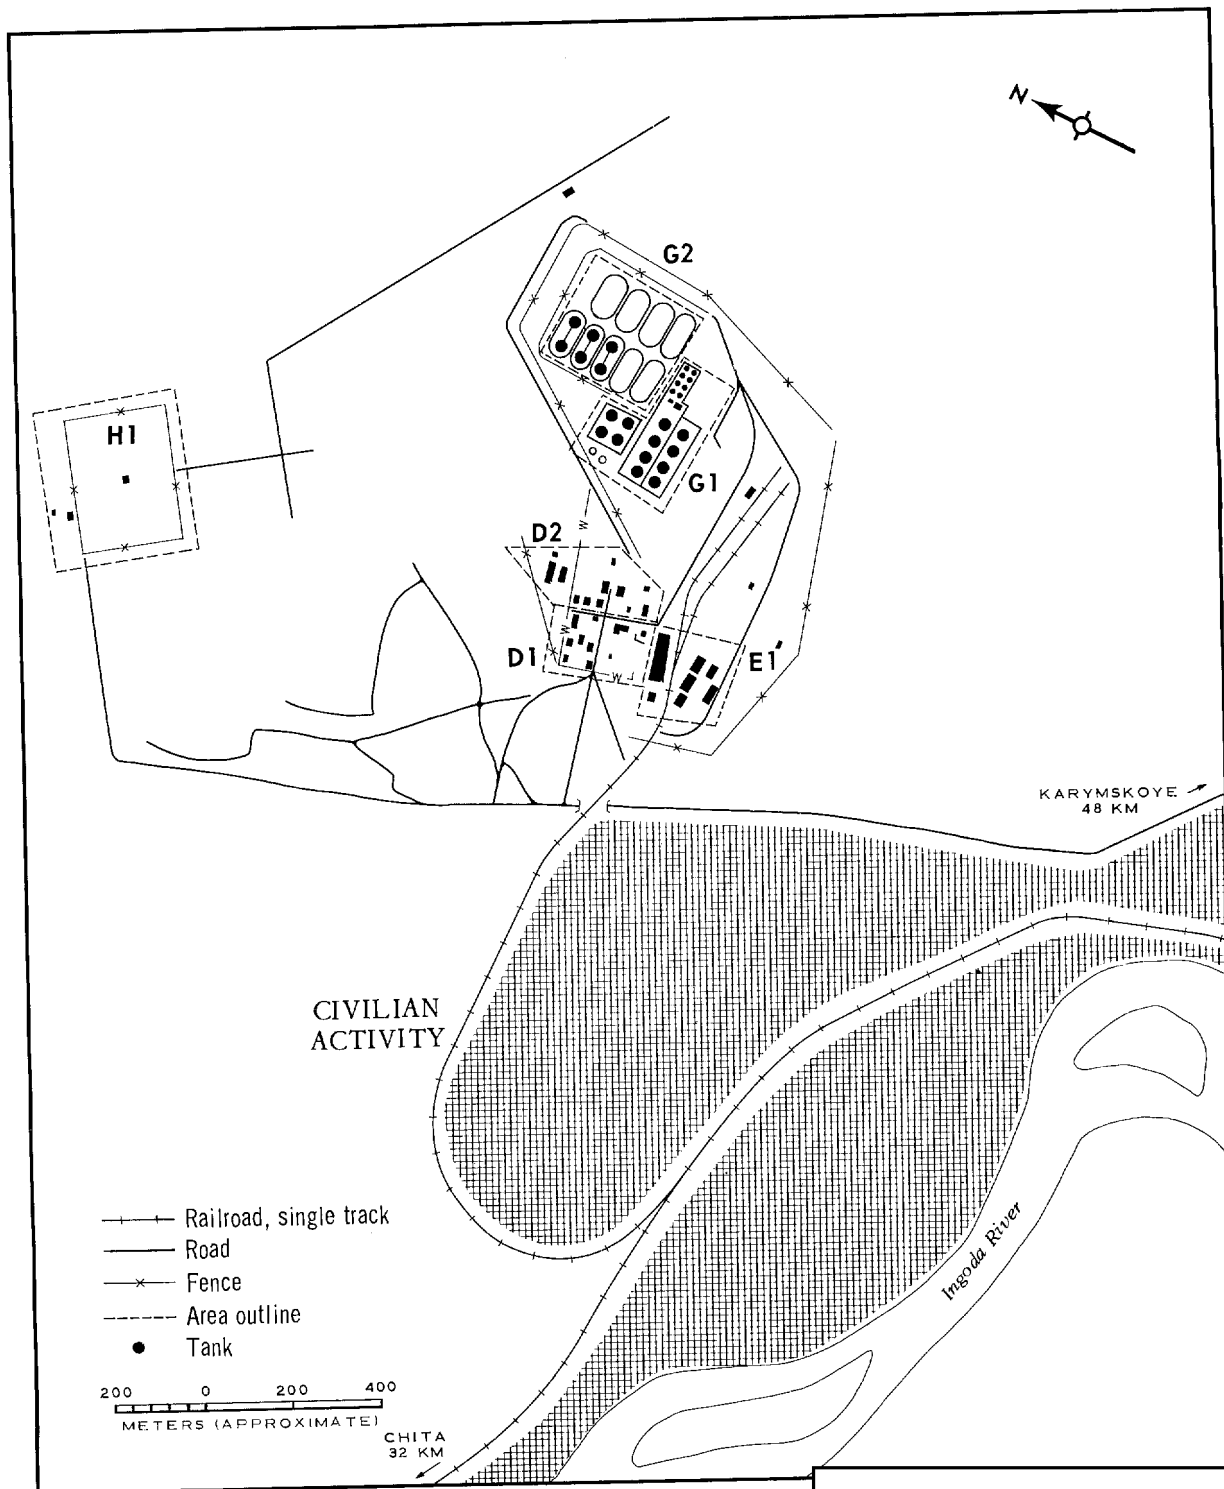 N
G2
H1
G1
D2
W
W
D1
E1
W
KARYMSKOYE
48 KM
CIVILIAN
ACTIVITY
Railroad, single track
Road
Fence
Area outline
Tank
Ingoda River
200 0 200 400
METERS (APPROXIMATE)
CHITA
32 KM